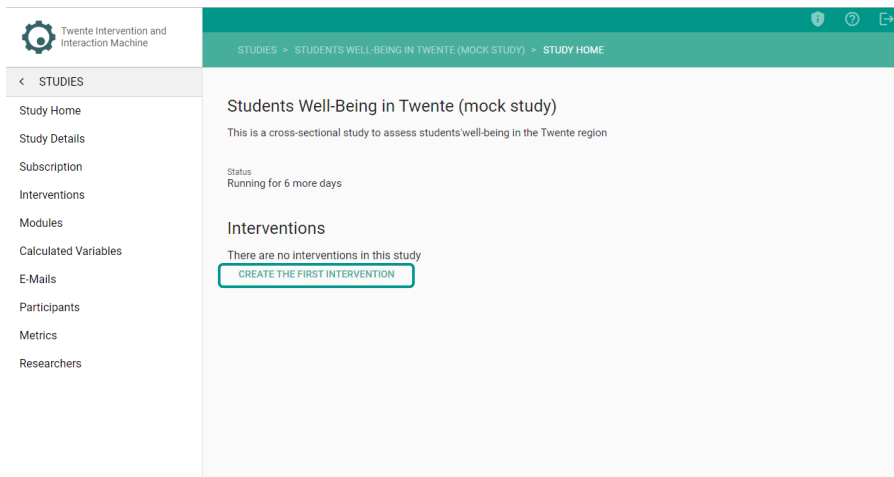 Twente Intervention and
Interaction Machine
STUDIES > STUDENTS WELL-BEING IN TWENTE (MOCK STUDY) > STUDY HOME
< STUDIES
Study Home
Study Details
Subscription
Interventions
Modules
Calculated Variables
E-Mails
Participants
Metrics
Researchers
Students Well-Being in Twente (mock study)
This is a cross-sectional study to assess students'well-being in the Twente region
Status
Running for 6 more days
Interventions
There are no interventions in this study
CREATE THE FIRST INTERVENTION